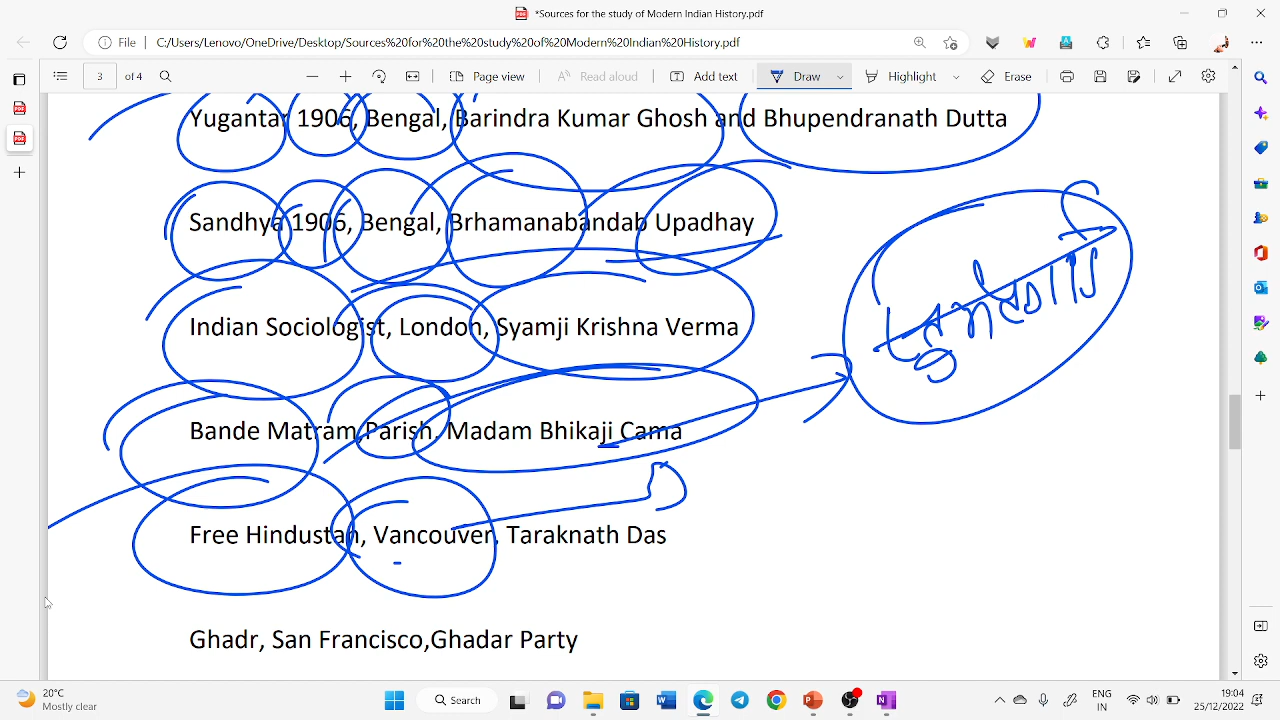 *Sources for the study of Modern Indian History.pdf
File C:/Users/Lenovo/OneDrive/Desktop/Sources%20for%20the%20study%20of%20Modern%20Indian%20History.pdf
3 of 4 Page view Read aloud Add text Draw Highlight Erase
Yugantar 1906, Bengal, Barindra Kumar Ghosh and Bhupendranath Dutta
Sandhya 1906, Bengal, Brhamanabandab Upadhay
Indian Sociologist, London, Syamji Krishna Verma
Bande Matram,Parish, Madam Bhikaji Cama
Free Hindustan, Vancouver, Taraknath Das
Ghadr, San Francisco,Ghadar Party
20°C
Mostly clear
Search
ENG
IN
19:04
25/12/2022